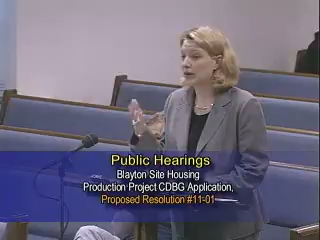 Public Hearings
Blayton Site Housing
Production Project CDBG Application,
Proposed Resolution #11-01